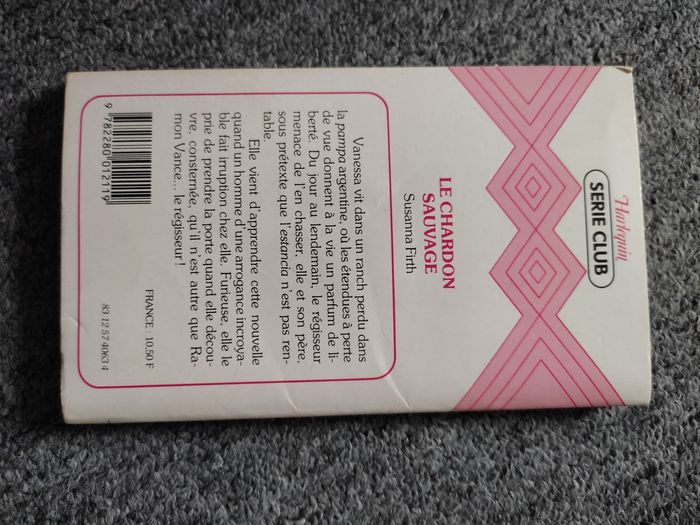 Harlequin
SERIE CLUB
LE CHARDON
SAUVAGE
Susanna Firth
Vanessa vit dans un ranch perdu dans
la pampa argentine, où les étendues à perte
de vue donnent à la vie un parfum de li-
berté. Du jour au lendemain, le régisseur
menace de l'en chasser, elle et son père,
sous prétexte que l'estancia n'est pas ren-
table.
Elle vient d'apprendre cette nouvelle
quand un homme d'une arrogance incroya-
ble fait irruption chez elle. Furieuse, elle le
prie de prendre la porte quand elle décou-
vre, consternée, qu'il n'est autre que Ra-
mon Vance... le régisseur!
FRANCE : 10,50 F
9 782280 012119
83 12 57 4063 4